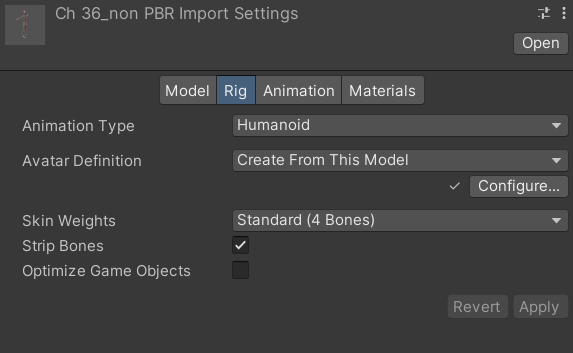 Ch 36_non PBR Import Settings
Open
Model Rig Animation Materials
Animation Type Humanoid
Avatar Definition Create From This Model
Configure...
Skin Weights Standard (4 Bones)
Strip Bones
Optimize Game Objects
Revert Apply